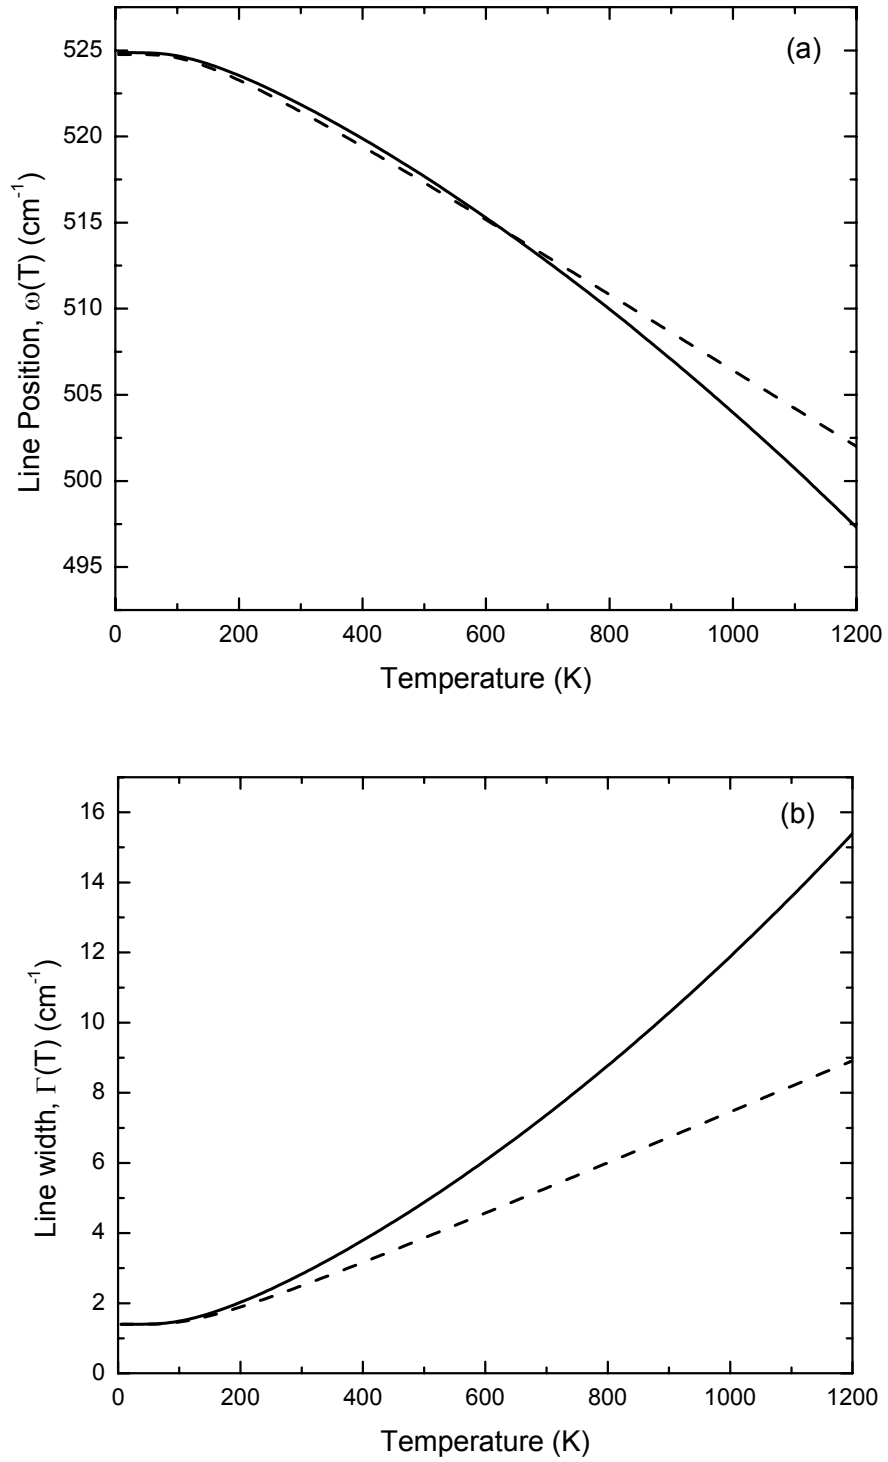 (a)
525
520
515
510
505
500
495
Line Position, ω(T) (cm⁻¹)
0 200 400 600 800 1000 1200
Temperature (K)
(b)
16
14
12
10
8
6
4
2
0
Line width, Γ(T) (cm⁻¹)
0 200 400 600 800 1000 1200
Temperature (K)